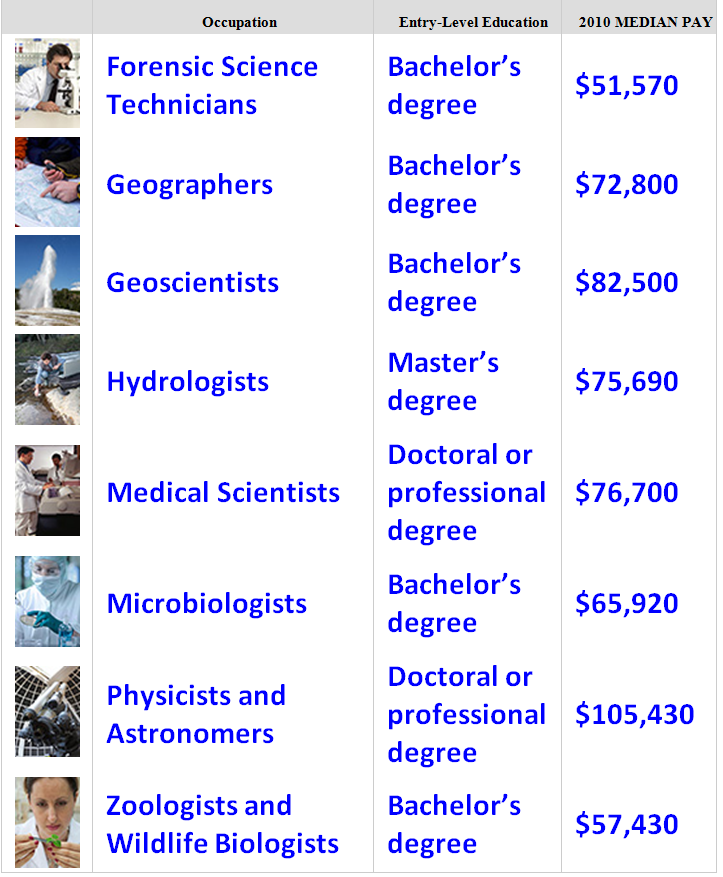 Occupation Entry-Level Education 2010 MEDIAN PAY
Forensic Science
Technicians
Bachelor’s
degree
$51,570
Geographers
Bachelor’s
degree
$72,800
Geoscientists
Bachelor’s
degree
$82,500
Hydrologists
Master’s
degree
$75,690
Medical Scientists
Doctoral or
professional
degree
$76,700
Microbiologists
Bachelor’s
degree
$65,920
Physicists and
Astronomers
Doctoral or
professional
degree
$105,430
Zoologists and
Wildlife Biologists
Bachelor’s
degree
$57,430